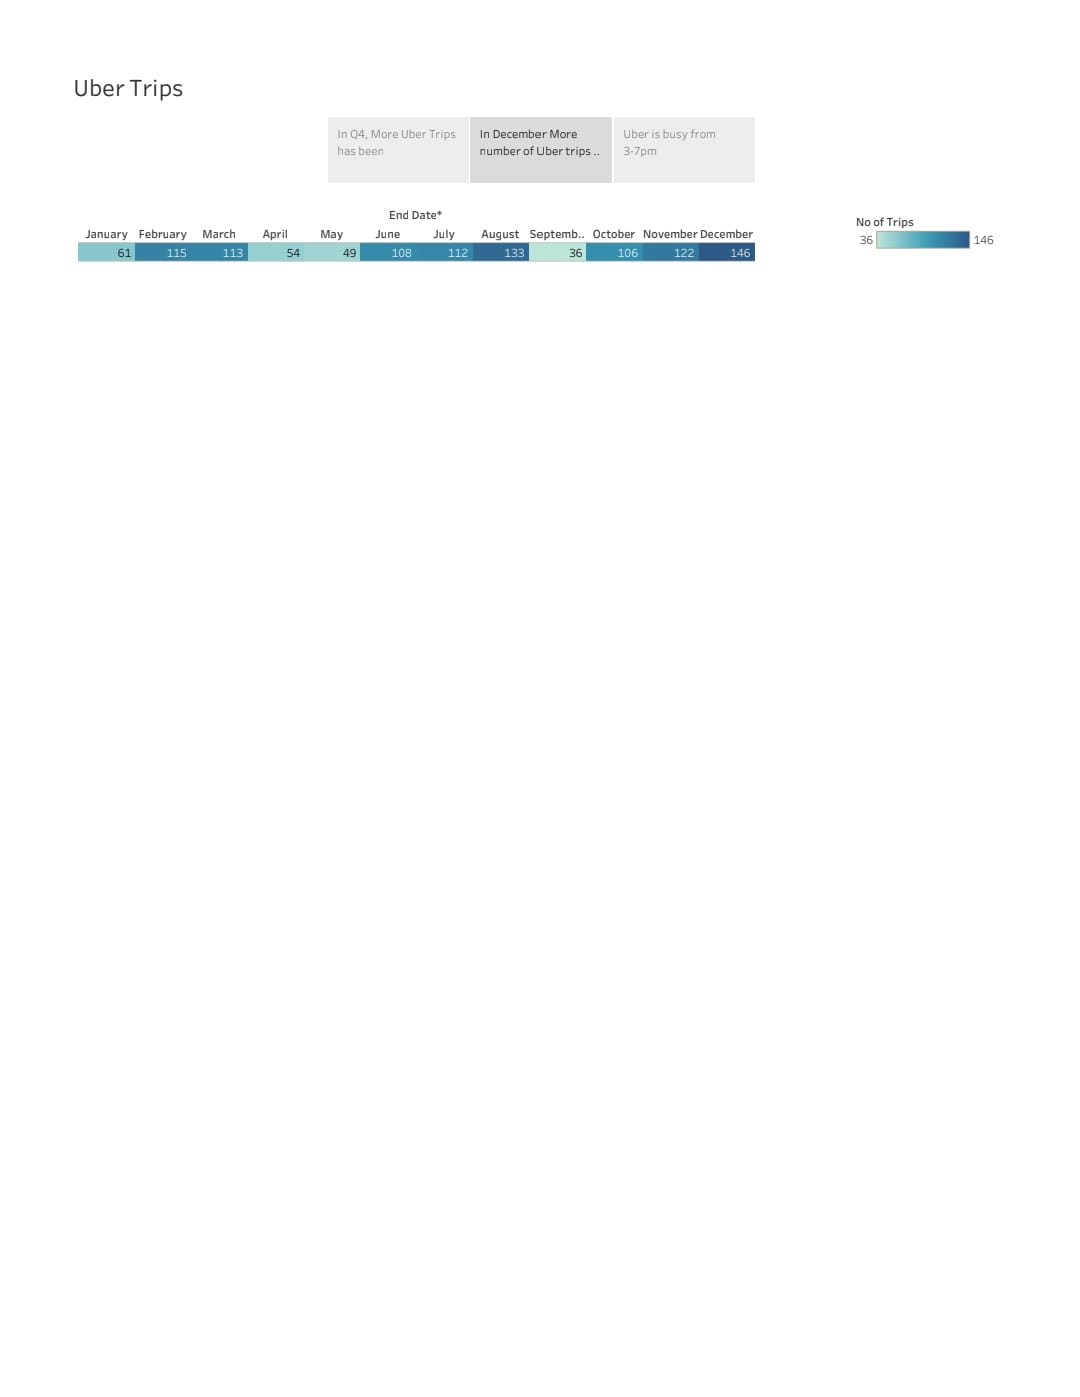 Uber Trips
In Q4, More Uber Trips
has been
In December More
number of Uber trips ..
Uber is busy from
3-7pm
End Date*
January February March April May June July August Septemb.. October November December
61 115 113 54 49 108 112 133 36 106 122 146
No of Trips
36 146